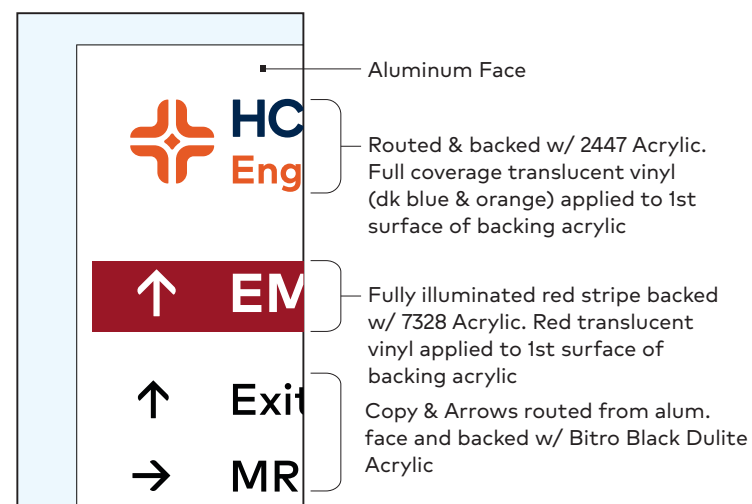 Aluminum Face
HC
Eng
Routed & backed w/ 2447 Acrylic.
Full coverage translucent vinyl
(dk blue & orange) applied to 1st
surface of backing acrylic
↑ EM
Fully illuminated red stripe backed
w/ 7328 Acrylic. Red translucent
vinyl applied to 1st surface of
backing acrylic
↑ Exit
→ MR
Copy & Arrows routed from alum.
face and backed w/ Bitro Black Dulite
Acrylic